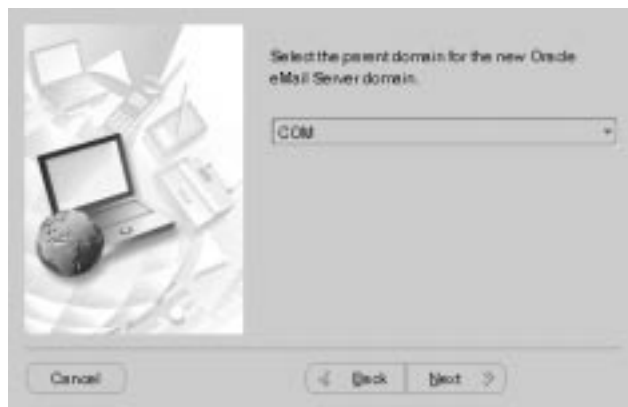 Select the parent domain for the new Oracle
eMail Server domain.
COM
Cancel
Back
Next